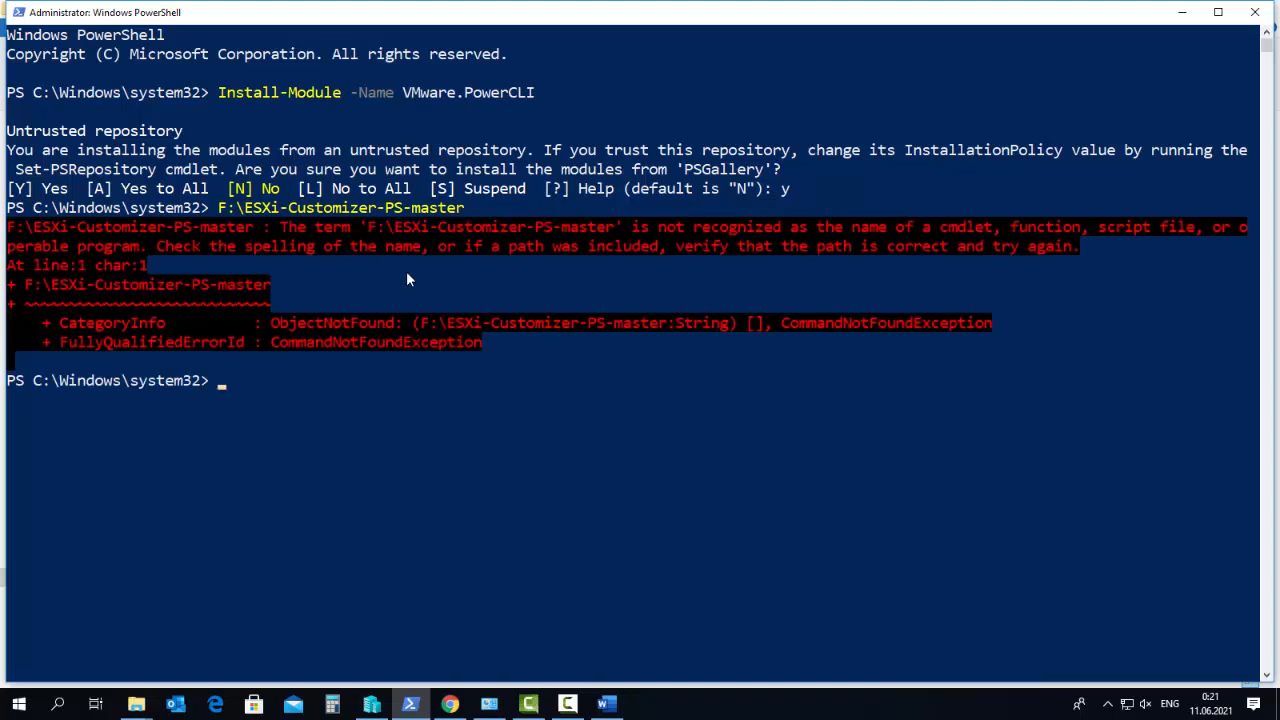 Administrator: Windows PowerShell
Windows PowerShell
Copyright (C) Microsoft Corporation. All rights reserved.
PS C:\Windows\system32> Install-Module -Name VMware.PowerCLI
Untrusted repository
You are installing the modules from an untrusted repository. If you trust this repository, change its InstallationPolicy value by running the
Set-PSRepository cmdlet. Are you sure you want to install the modules from 'PSGallery'?
[Y] Yes  [A] Yes to All  [N] No  [L] No to All  [S] Suspend  [?] Help (default is "N"): y
PS C:\Windows\system32> F:\ESXi-Customizer-PS-master
F:\ESXi-Customizer-PS-master : The term 'F:\ESXi-Customizer-PS-master' is not recognized as the name of a cmdlet, function, script file, or o
perable program. Check the spelling of the name, or if a path was included, verify that the path is correct and try again.
At line:1 char:1
+ F:\ESXi-Customizer-PS-master
+ ~~~~~~~~~~~~~~~~~~~~~~~~~~~~
+ CategoryInfo          : ObjectNotFound: (F:\ESXi-Customizer-PS-master:String) [], CommandNotFoundException
+ FullyQualifiedErrorId : CommandNotFoundException
PS C:\Windows\system32> _
ENG
0:21
11.06.2021